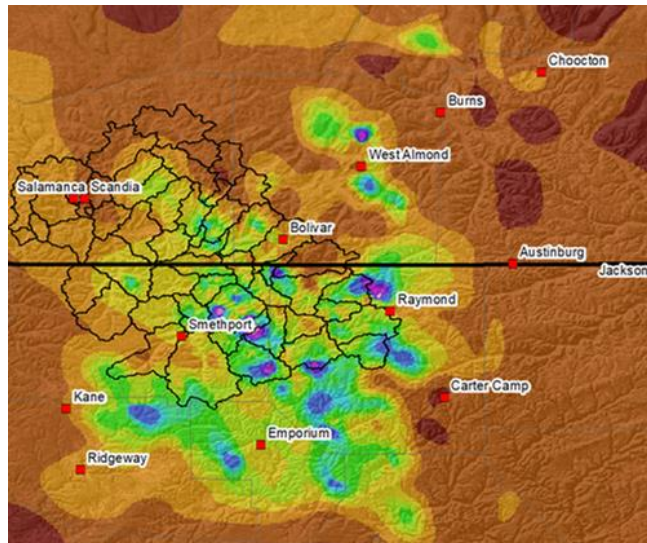 Choocton
Burns
West Almond
Salamanca Scandia
Bolivar
Austinburg
Jackson
Raymond
Smethport
Carter Camp
Kane
Emporium
Ridgeway